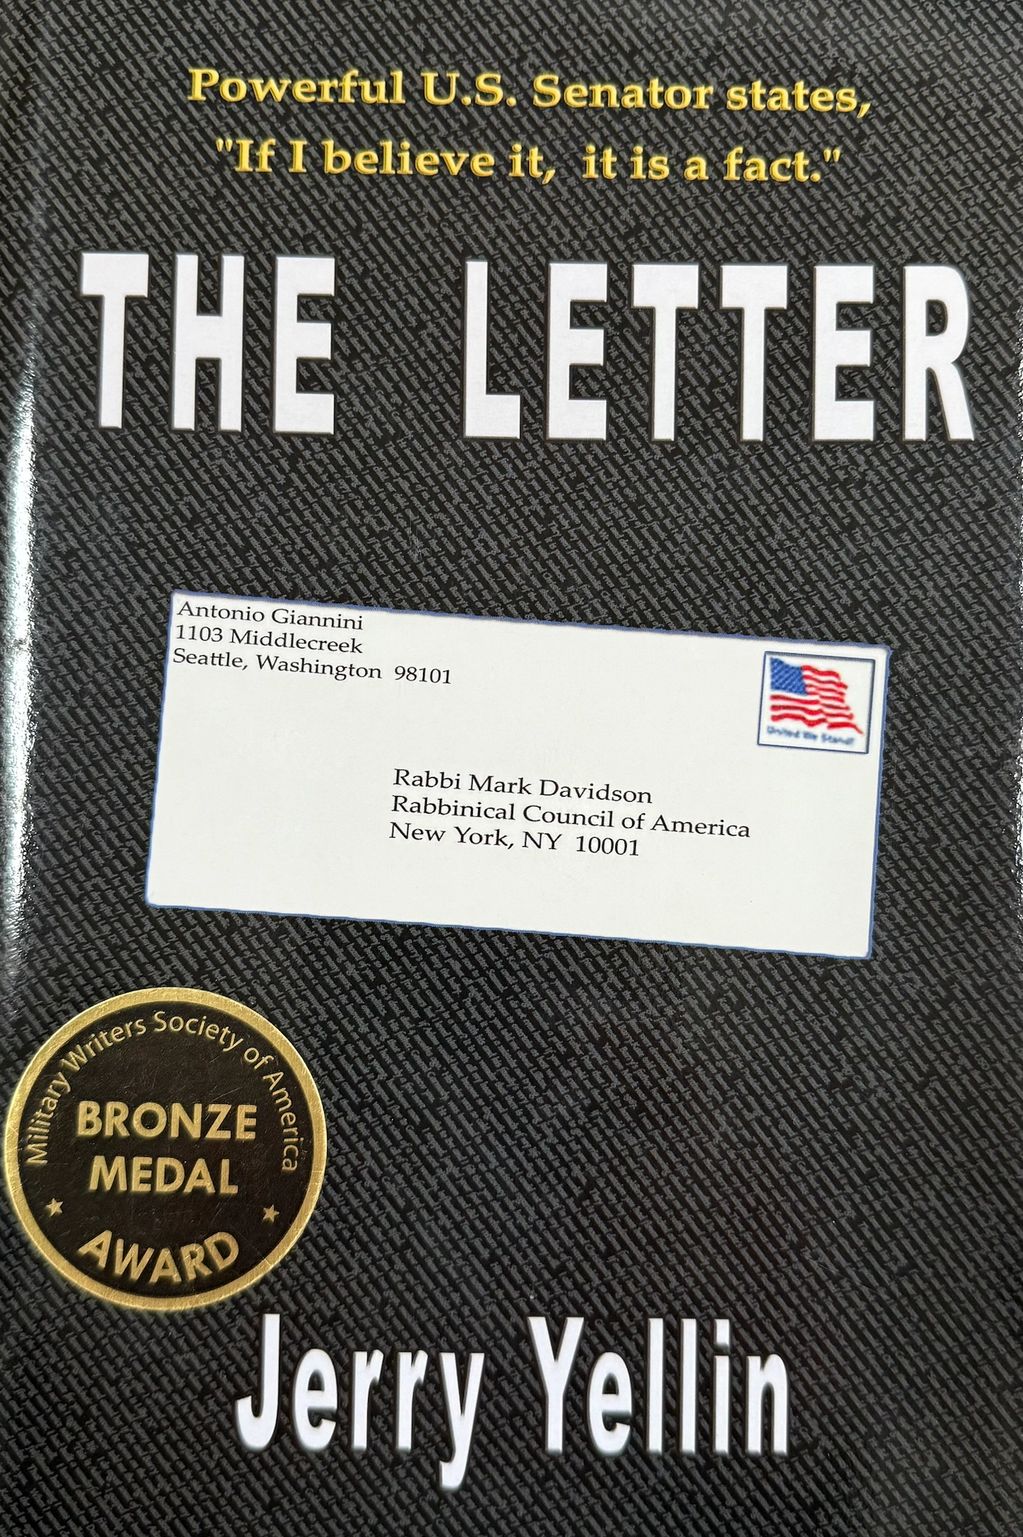 Powerful U.S. Senator states,
"If I believe it, it is a fact."
THE LETTER
Antonio Giannini
1103 Middlecreek
Seattle, Washington 98101
United We Stand!
Rabbi Mark Davidson
Rabbinical Council of America
New York, NY 10001
Military Writers Society of America
BRONZE
MEDAL
AWARD
Jerry Yellin